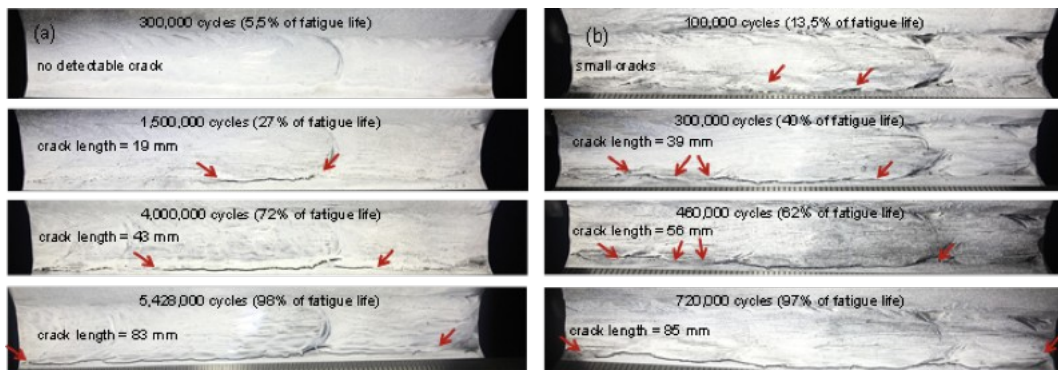 (a)
300,000 cycles (5,5% of fatigue life)
no detectable crack
1,500,000 cycles (27% of fatigue life)
crack length = 19 mm
4,000,000 cycles (72% of fatigue life)
crack length = 43 mm
5,428,000 cycles (98% of fatigue life)
crack length = 83 mm
(b)
100,000 cycles (13,5% of fatigue life)
small cracks
300,000 cycles (40% of fatigue life)
crack length = 39 mm
460,000 cycles (62% of fatigue life)
crack length = 56 mm
720,000 cycles (97% of fatigue life)
crack length = 85 mm